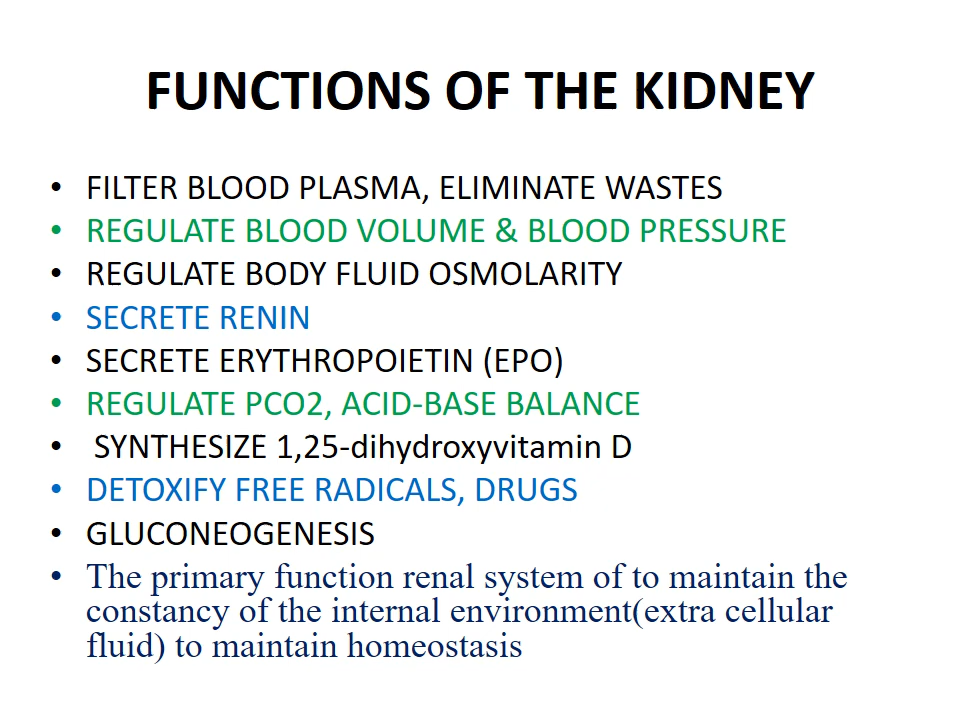 FUNCTIONS OF THE KIDNEY
• FILTER BLOOD PLASMA, ELIMINATE WASTES
• REGULATE BLOOD VOLUME & BLOOD PRESSURE
• REGULATE BODY FLUID OSMOLARITY
• SECRETE RENIN
• SECRETE ERYTHROPOIETIN (EPO)
• REGULATE PCO2, ACID-BASE BALANCE
• SYNTHESIZE 1,25-dihydroxyvitamin D
• DETOXIFY FREE RADICALS, DRUGS
• GLUCONEOGENESIS
• The primary function renal system of to maintain the
constancy of the internal environment(extra cellular
fluid) to maintain homeostasis